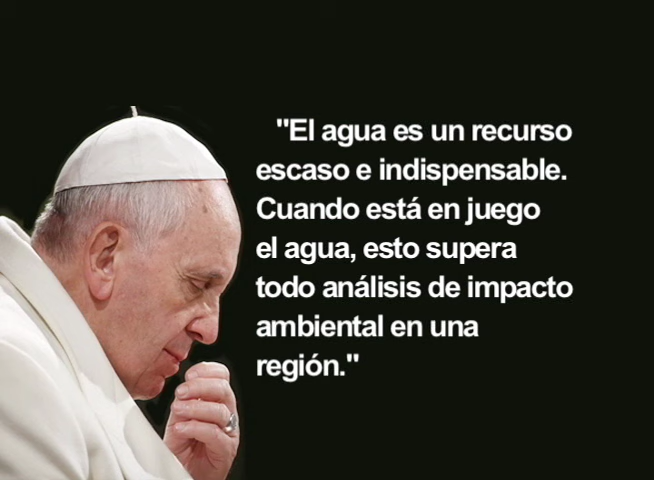 "El agua es un recurso
escaso e indispensable.
Cuando está en juego
el agua, esto supera
todo análisis de impacto
ambiental en una
región."